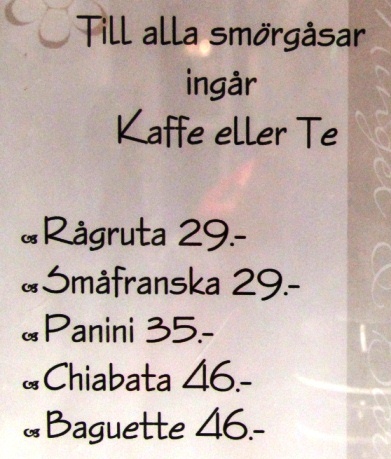 Till alla smörgåsar
ingår
Kaffe eller Te
Rågruta 29.-
Småfranska 29.-
Panini 35.-
Chiabata 46.-
Baguette 46.-